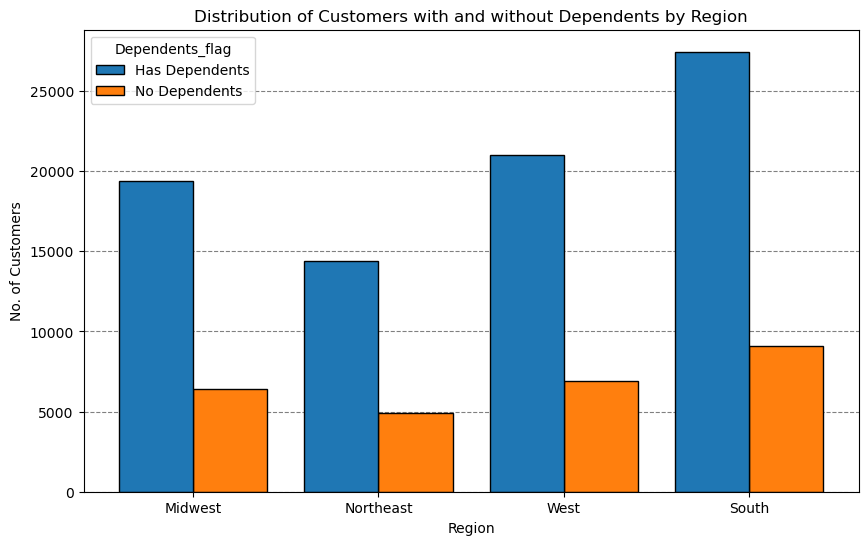 Distribution of Customers with and without Dependents by Region
Dependents_flag
Has Dependents
No Dependents
No. of Customers
25000
20000
15000
10000
5000
0
Midwest Northeast West South
Region